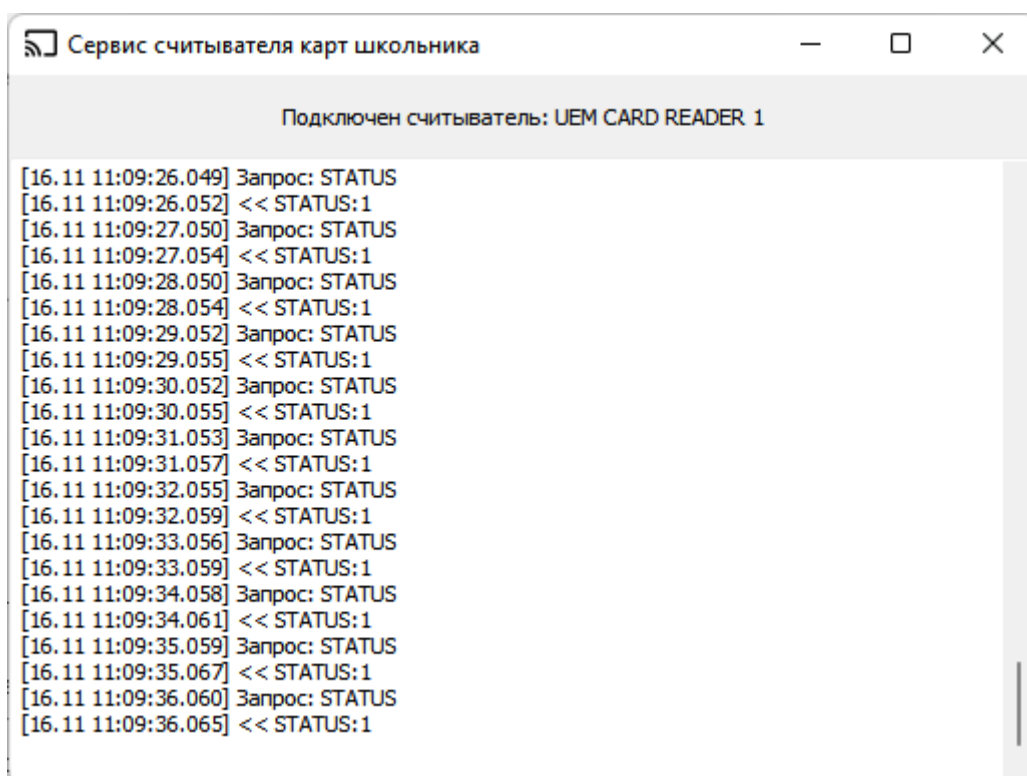 Сервис считывателя карт школьника
Подключен считыватель: UEM CARD READER 1
[16.11 11:09:26.049] Запрос: STATUS
[16.11 11:09:26.052] << STATUS:1
[16.11 11:09:27.050] Запрос: STATUS
[16.11 11:09:27.054] << STATUS:1
[16.11 11:09:28.050] Запрос: STATUS
[16.11 11:09:28.054] << STATUS:1
[16.11 11:09:29.052] Запрос: STATUS
[16.11 11:09:29.055] << STATUS:1
[16.11 11:09:30.052] Запрос: STATUS
[16.11 11:09:30.055] << STATUS:1
[16.11 11:09:31.053] Запрос: STATUS
[16.11 11:09:31.057] << STATUS:1
[16.11 11:09:32.055] Запрос: STATUS
[16.11 11:09:32.059] << STATUS:1
[16.11 11:09:33.056] Запрос: STATUS
[16.11 11:09:33.059] << STATUS:1
[16.11 11:09:34.058] Запрос: STATUS
[16.11 11:09:34.061] << STATUS:1
[16.11 11:09:35.059] Запрос: STATUS
[16.11 11:09:35.067] << STATUS:1
[16.11 11:09:36.060] Запрос: STATUS
[16.11 11:09:36.065] << STATUS:1